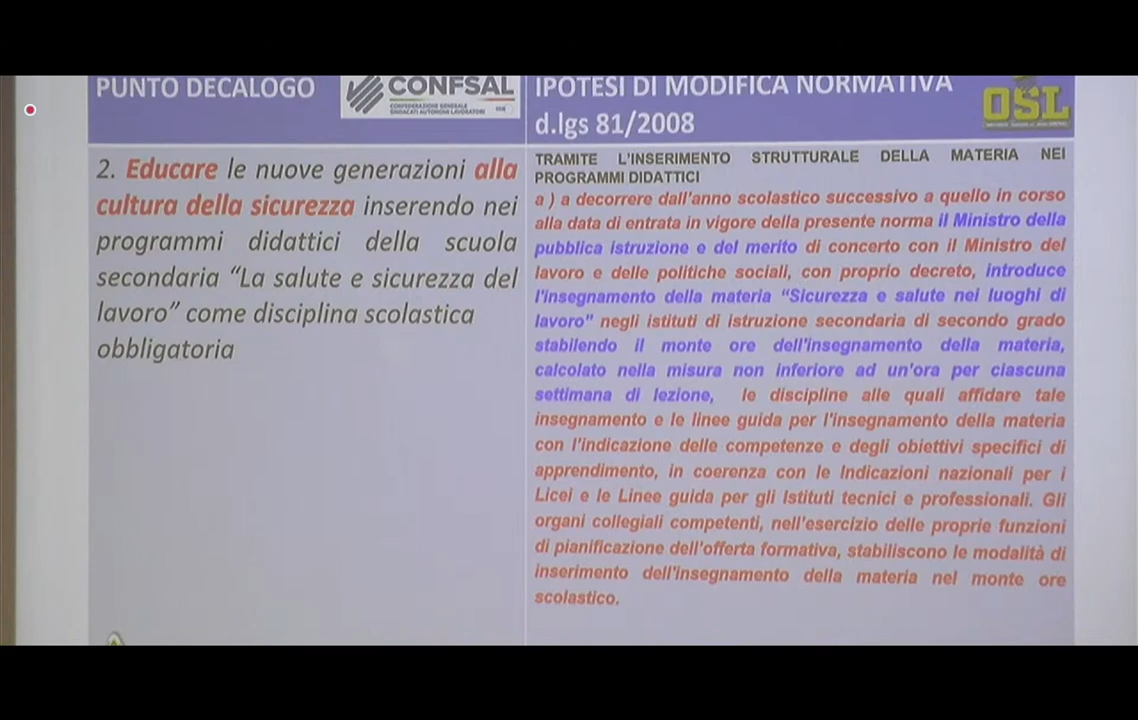 PUNTO DECALOGO
CONFSAL
CONFEDERAZIONE GENERALE
SINDACATI AUTONOMI LAVORATORI
IPOTESI DI MODIFICA NORMATIVA
d.lgs 81/2008
OSL
2. Educare le nuove generazioni alla
cultura della sicurezza inserendo nei
programmi didattici della scuola
secondaria “La salute e sicurezza del
lavoro” come disciplina scolastica
obbligatoria
TRAMITE L'INSERIMENTO STRUTTURALE DELLA MATERIA NEI
PROGRAMMI DIDATTICI
a ) a decorrere dall'anno scolastico successivo a quello in corso
alla data di entrata in vigore della presente norma il Ministro della
pubblica istruzione e del merito di concerto con il Ministro del
lavoro e delle politiche sociali, con proprio decreto, introduce
l'insegnamento della materia “Sicurezza e salute nei luoghi di
lavoro” negli istituti di istruzione secondaria di secondo grado
stabilendo il monte ore dell'insegnamento della materia,
calcolato nella misura non inferiore ad un'ora per ciascuna
settimana di lezione, le discipline alle quali affidare tale
insegnamento e le linee guida per l'insegnamento della materia
con l'indicazione delle competenze e degli obiettivi specifici di
apprendimento, in coerenza con le Indicazioni nazionali per i
Licei e le Linee guida per gli Istituti tecnici e professionali. Gli
organi collegiali competenti, nell'esercizio delle proprie funzioni
di pianificazione dell'offerta formativa, stabiliscono le modalità di
inserimento dell'insegnamento della materia nel monte ore
scolastico.